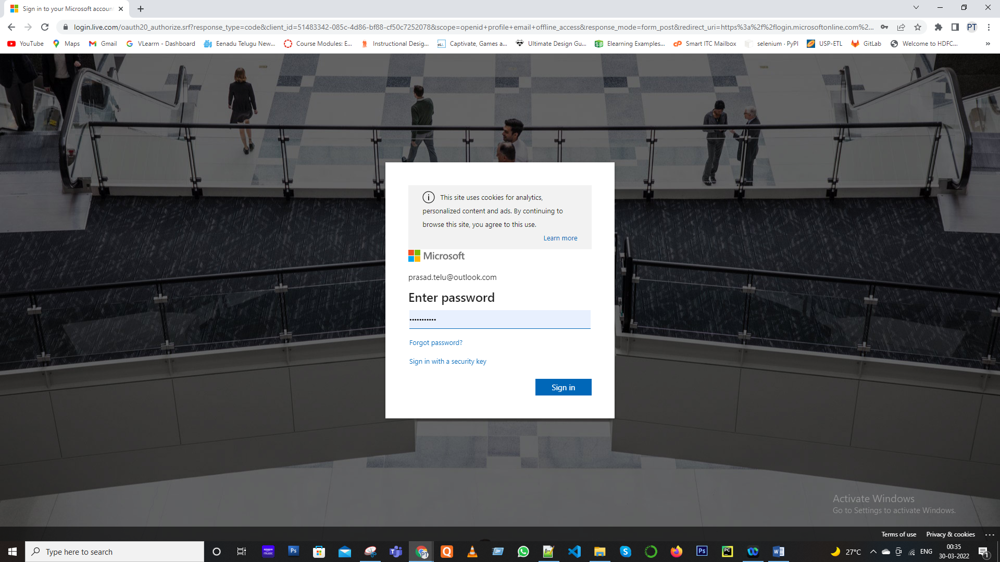 Sign in to your Microsoft account
login.live.com/oauth20_authorize.srf?response_type=code&client_id=51483342-085c-4d86-bf88-cf50c7252078&scope=openid+profile+email+offline_access&response_mode=form_post&redirect_uri=https%3a%2f%2flogin.microsoftonline.com%2...
PT
YouTube Maps Gmail VLearrn - Dashboard Eenadu Telugu New... Course Modules: E... Instructional Desig... Captivate, Games a... Ultimate Design Gu... Elearning Examples... Smart ITC Mailbox selenium · PyPI USP-ETL GitLab Welcome to HDFC... »
This site uses cookies for analytics,
personalized content and ads. By continuing to
browse this site, you agree to this use.
Learn more
Microsoft
prasad.telu@outlook.com
Enter password
•••••••••••
Forgot password?
Sign in with a security key
Sign in
Activate Windows
Go to Settings to activate Windows.
Terms of use Privacy & cookies ...
Type here to search
27°C ENG 00:35
30-03-2022
1